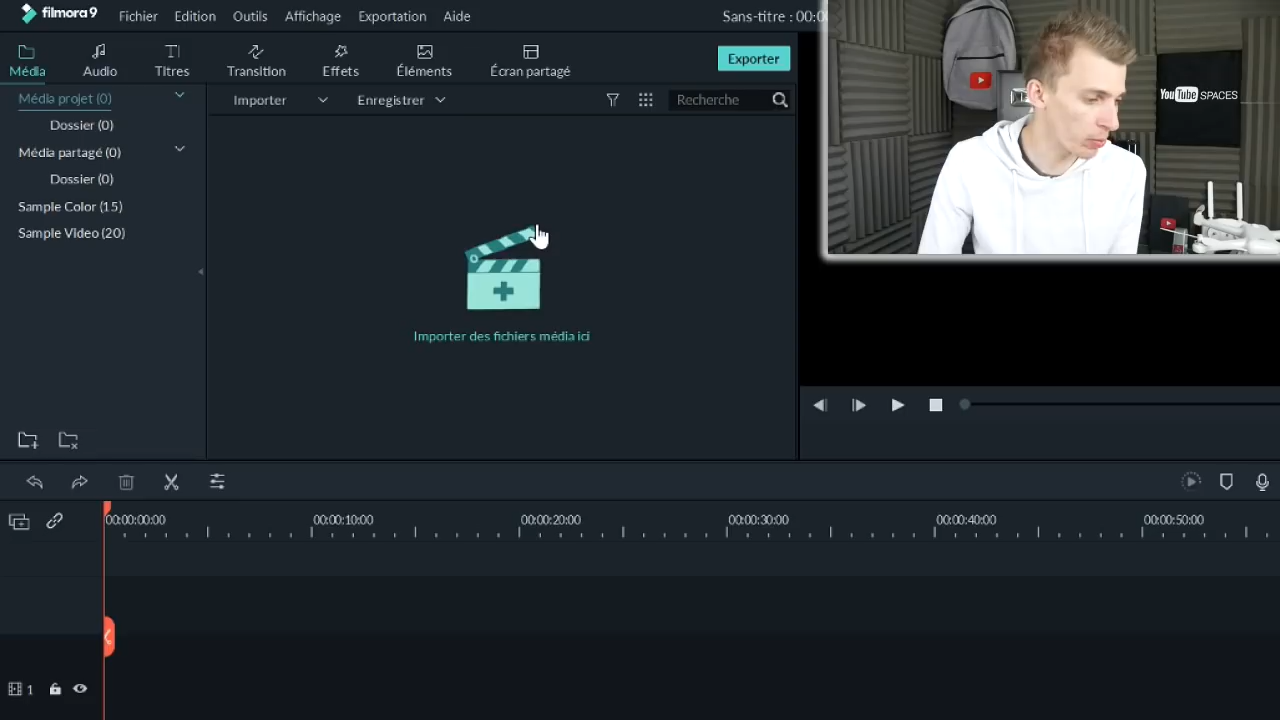 filmora9 Fichier Edition Outils Affichage Exportation Aide Sans-titre : 00:0
Média Audio Titres Transition Effets Éléments Écran partagé Exporter
Média projet (0) Importer Enregistrer Recherche
Dossier (0)
Média partagé (0)
Dossier (0)
Sample Color (15)
Sample Video (20)
Importer des fichiers média ici
YouTube SPACES
00:00:00:00 00:00:10:00 00:00:20:00 00:00:30:00 00:00:40:00 00:00:50:00
1